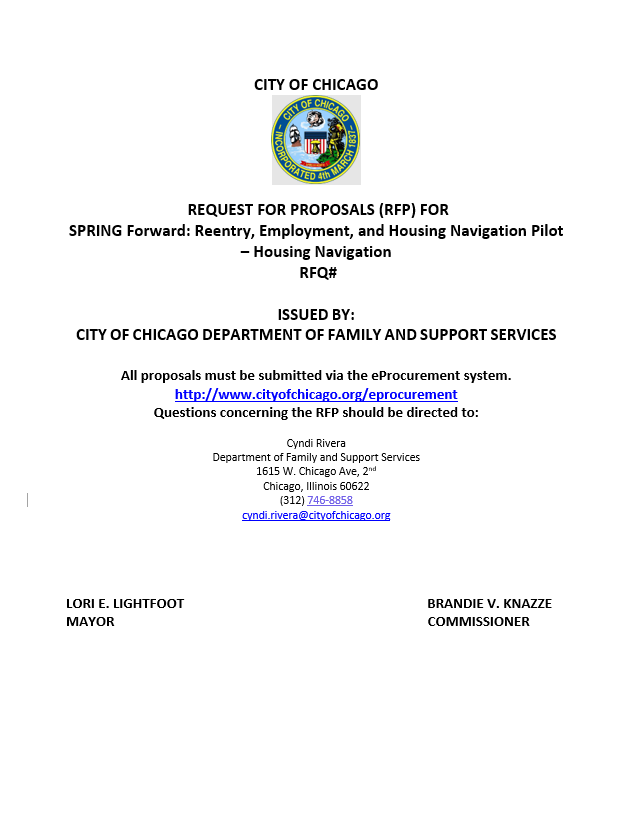 CITY OF CHICAGO
CITY OF CHICAGO
INCORPORATED 4th MARCH 1837
REQUEST FOR PROPOSALS (RFP) FOR
SPRING Forward: Reentry, Employment, and Housing Navigation Pilot
– Housing Navigation
RFQ#
ISSUED BY:
CITY OF CHICAGO DEPARTMENT OF FAMILY AND SUPPORT SERVICES
All proposals must be submitted via the eProcurement system.
http://www.cityofchicago.org/eprocurement
Questions concerning the RFP should be directed to:
Cyndi Rivera
Department of Family and Support Services
1615 W. Chicago Ave, 2nd
Chicago, Illinois 60622
(312) 746-8858
cyndi.rivera@cityofchicago.org
LORI E. LIGHTFOOT BRANDIE V. KNAZZE
MAYOR COMMISSIONER